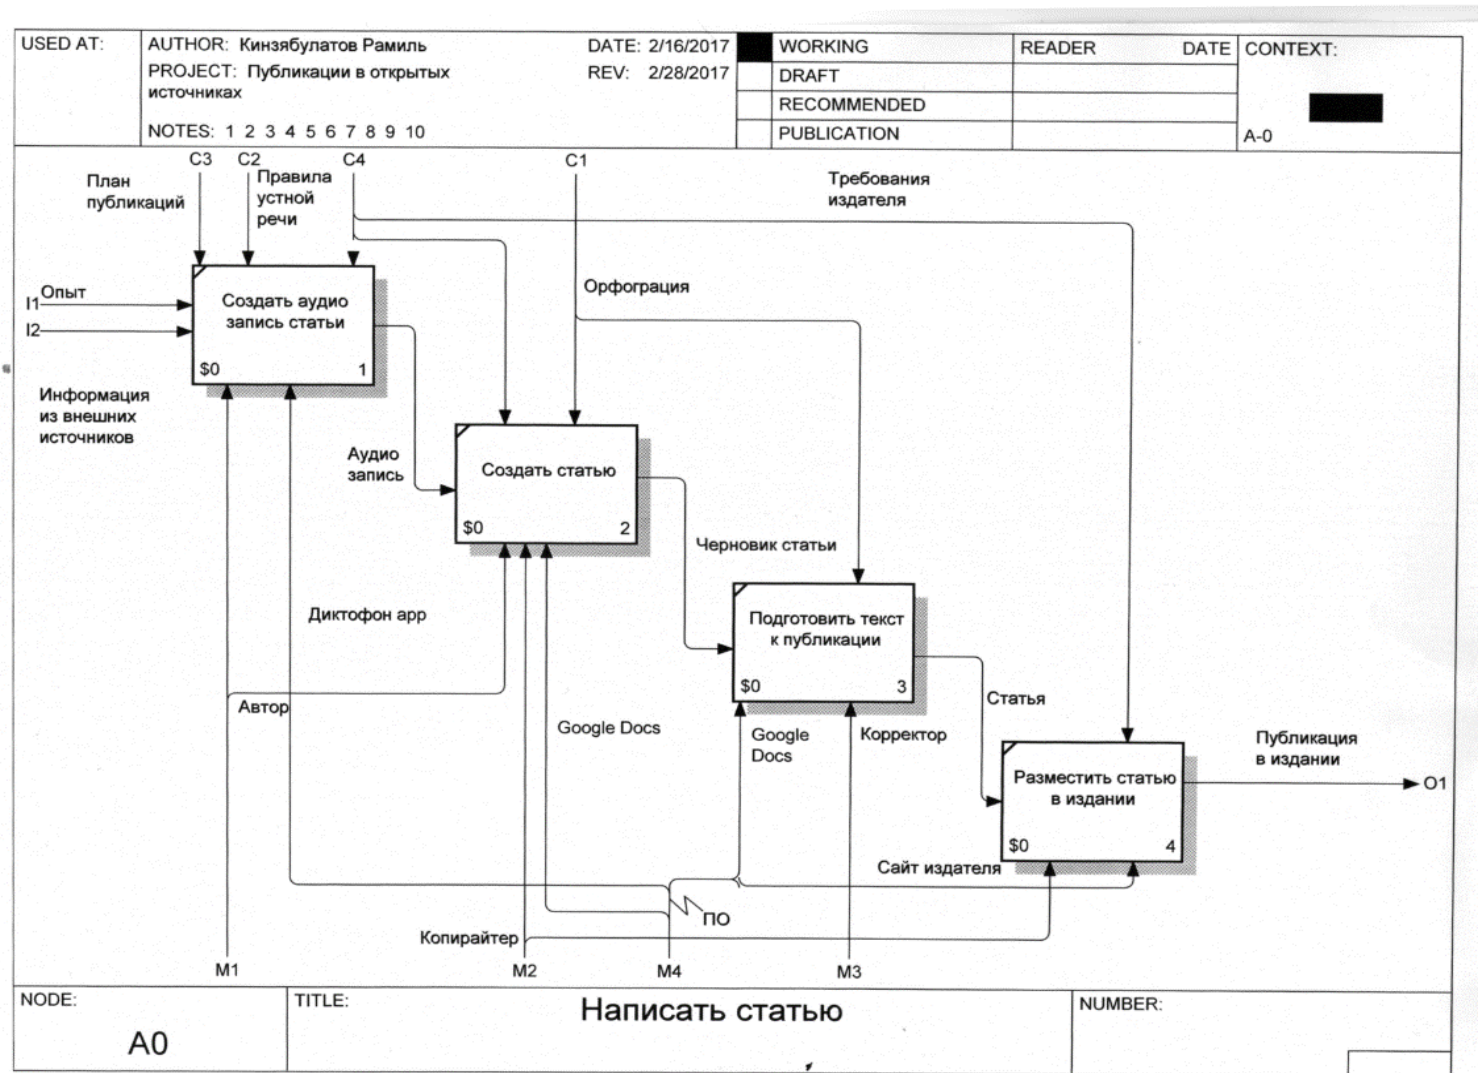 USED AT:
AUTHOR: Кинзябулатов Рамиль
DATE: 2/16/2017
PROJECT: Публикации в открытых
источниках
REV: 2/28/2017
NOTES: 1 2 3 4 5 6 7 8 9 10
WORKING
DRAFT
RECOMMENDED
PUBLICATION
READER
DATE
CONTEXT:
A-0
C3
C2
C4
C1
План
публикаций
Правила
устной
речи
Требования
издателя
I1
Опыт
I2
Создать аудио
запись статьи
$0
1
Орфограция
Информация
из внешних
источников
Аудио
запись
Создать статью
$0
2
Черновик статьи
Диктофон app
Подготовить текст
к публикации
$0
3
Автор
Google Docs
Google
Docs
Корректор
Статья
Разместить статью
в издании
$0
4
Публикация
в издании
O1
Сайт издателя
ПО
Копирайтер
M1
M2
M4
M3
NODE:
A0
TITLE:
Написать статью
NUMBER: